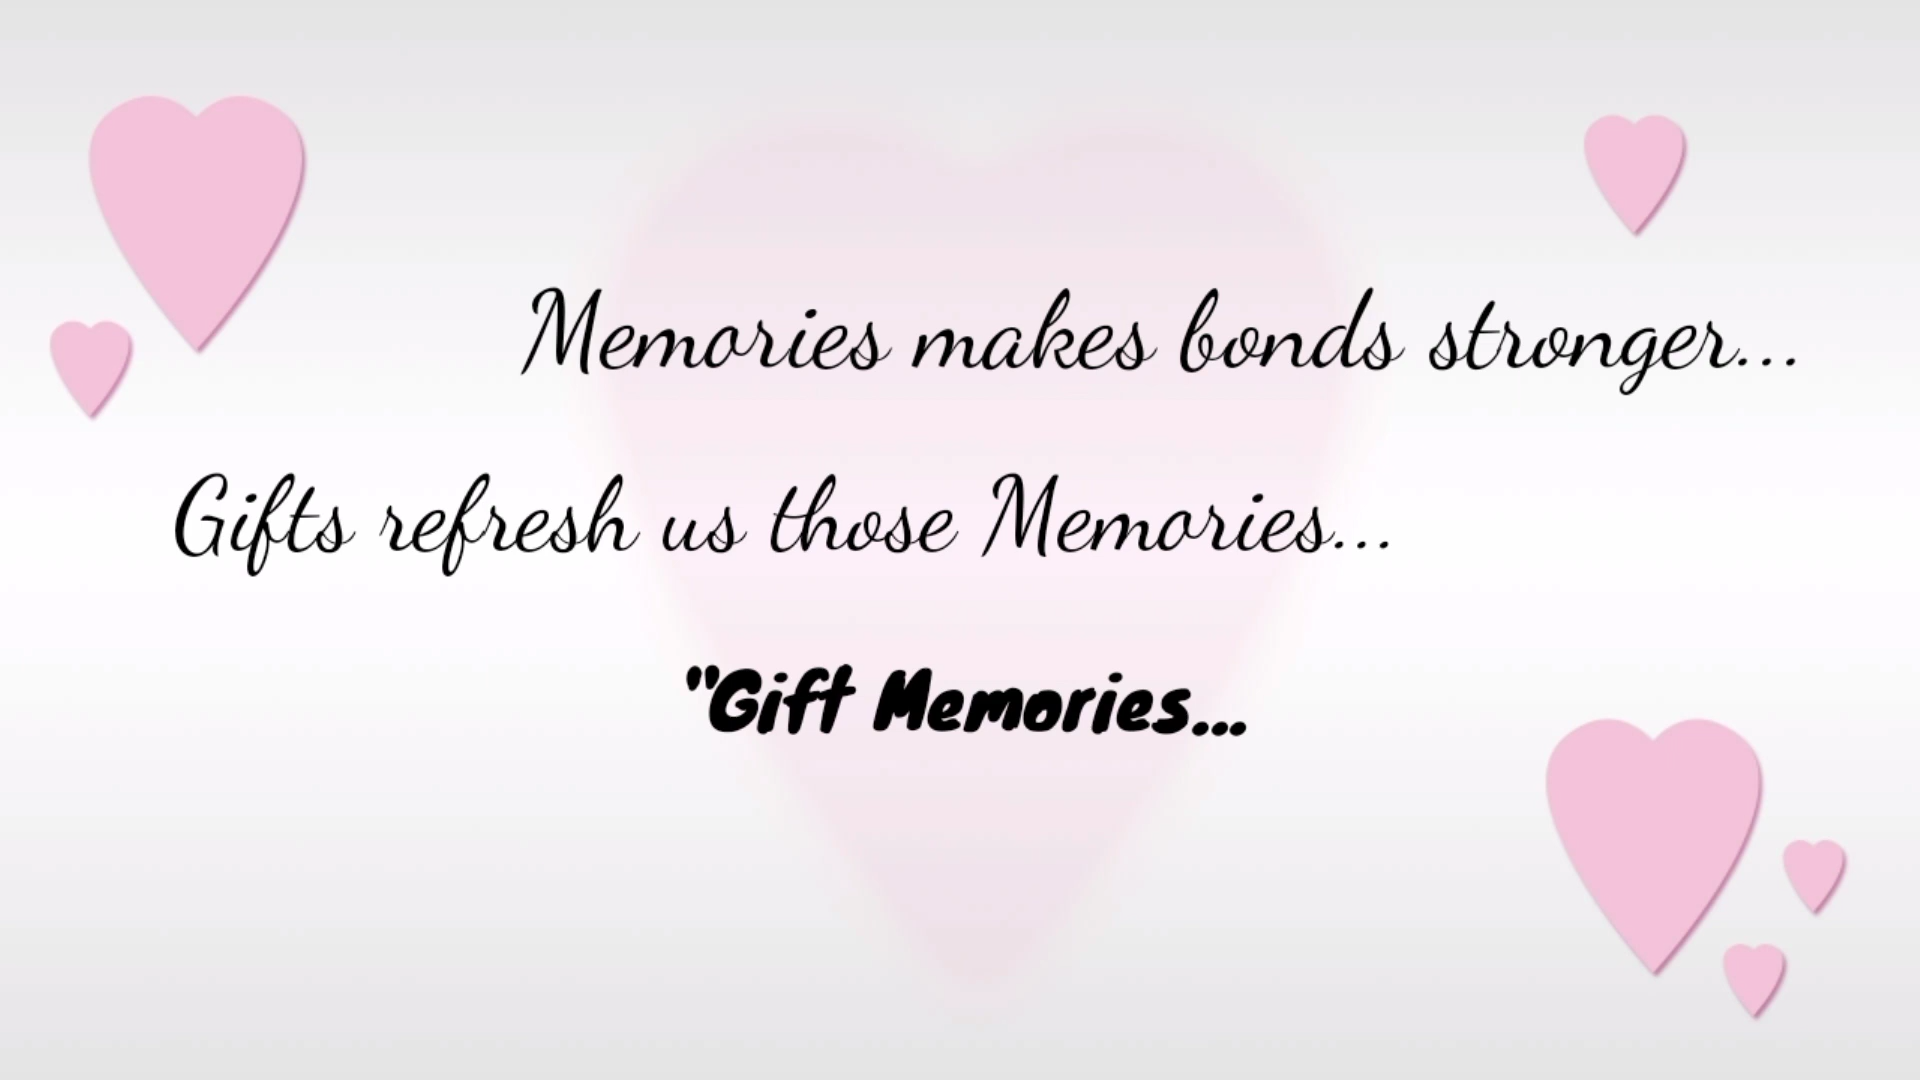 Memories makes bonds stronger...
Gifts refresh us those Memories...
"Gift Memories...